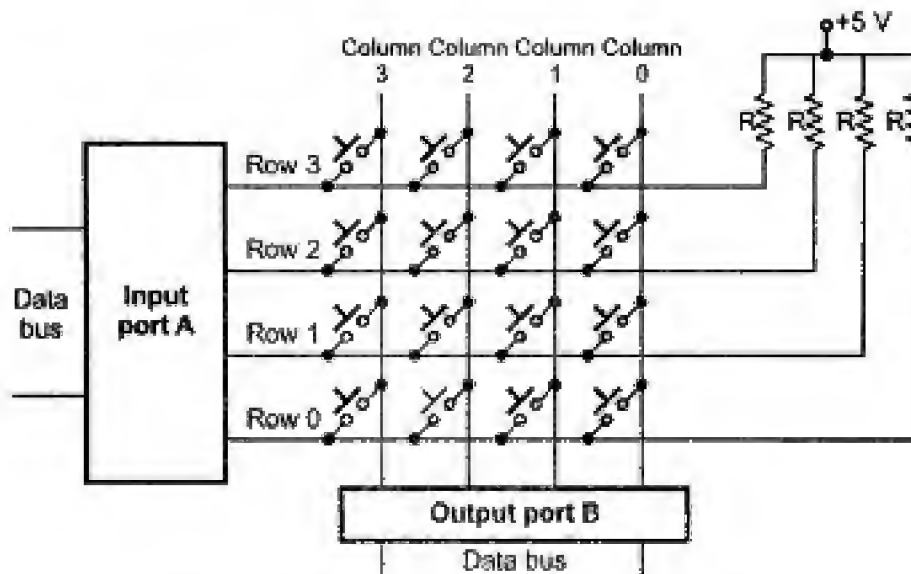 +5 V
Column Column Column Column
3 2 1 0
R R R R
Row 3
Row 2
Data
bus
Input
port A
Row 1
Row 0
Output port B
Data bus